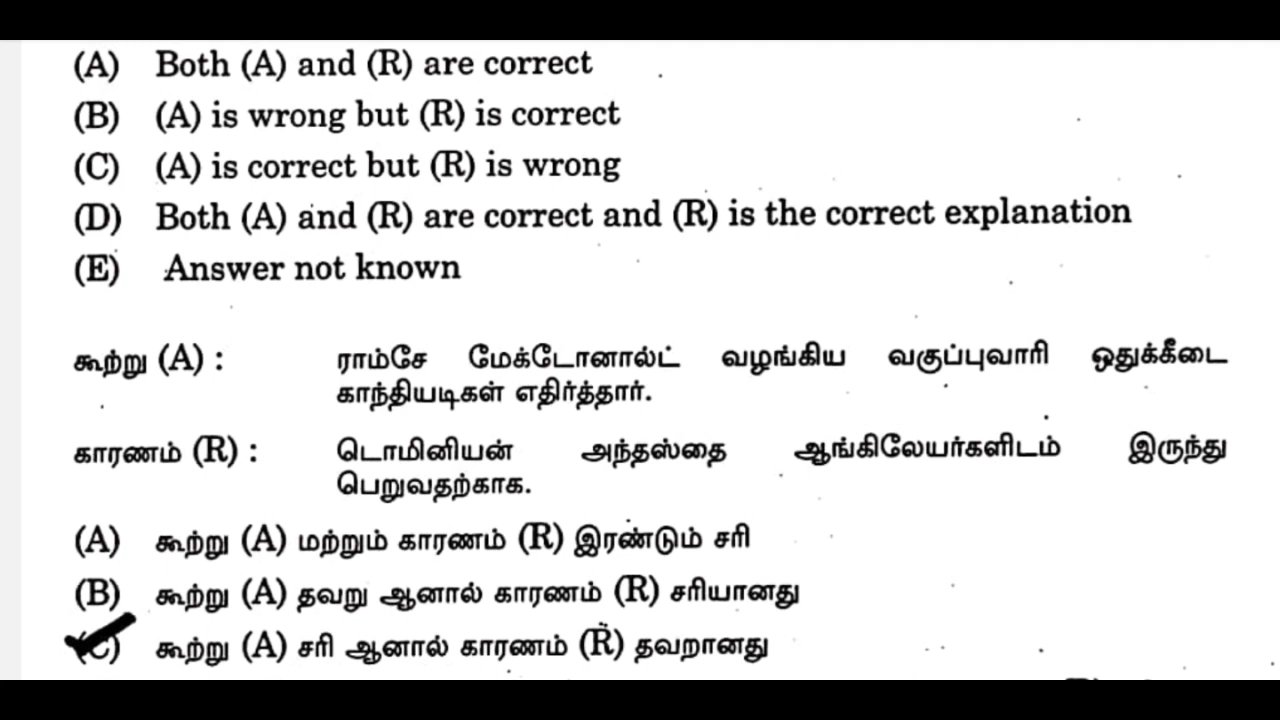 (A) Both (A) and (R) are correct
(B) (A) is wrong but (R) is correct
(C) (A) is correct but (R) is wrong
(D) Both (A) and (R) are correct and (R) is the correct explanation
(E) Answer not known
கூற்று (A) : ராம்சே மேக்டோனால்ட் வழங்கிய வகுப்புவாரி ஒதுக்கீடை
காந்தியடிகள் எதிர்த்தார்.
காரணம் (R) : டொமினியன் அந்தஸ்தை ஆங்கிலேயர்களிடம் இருந்து
பெறுவதற்காக.
(A) கூற்று (A) மற்றும் காரணம் (R) இரண்டும் சரி
(B) கூற்று (A) தவறு ஆனால் காரணம் (R) சரியானது
(C) கூற்று (A) சரி ஆனால் காரணம் (R) தவறானது